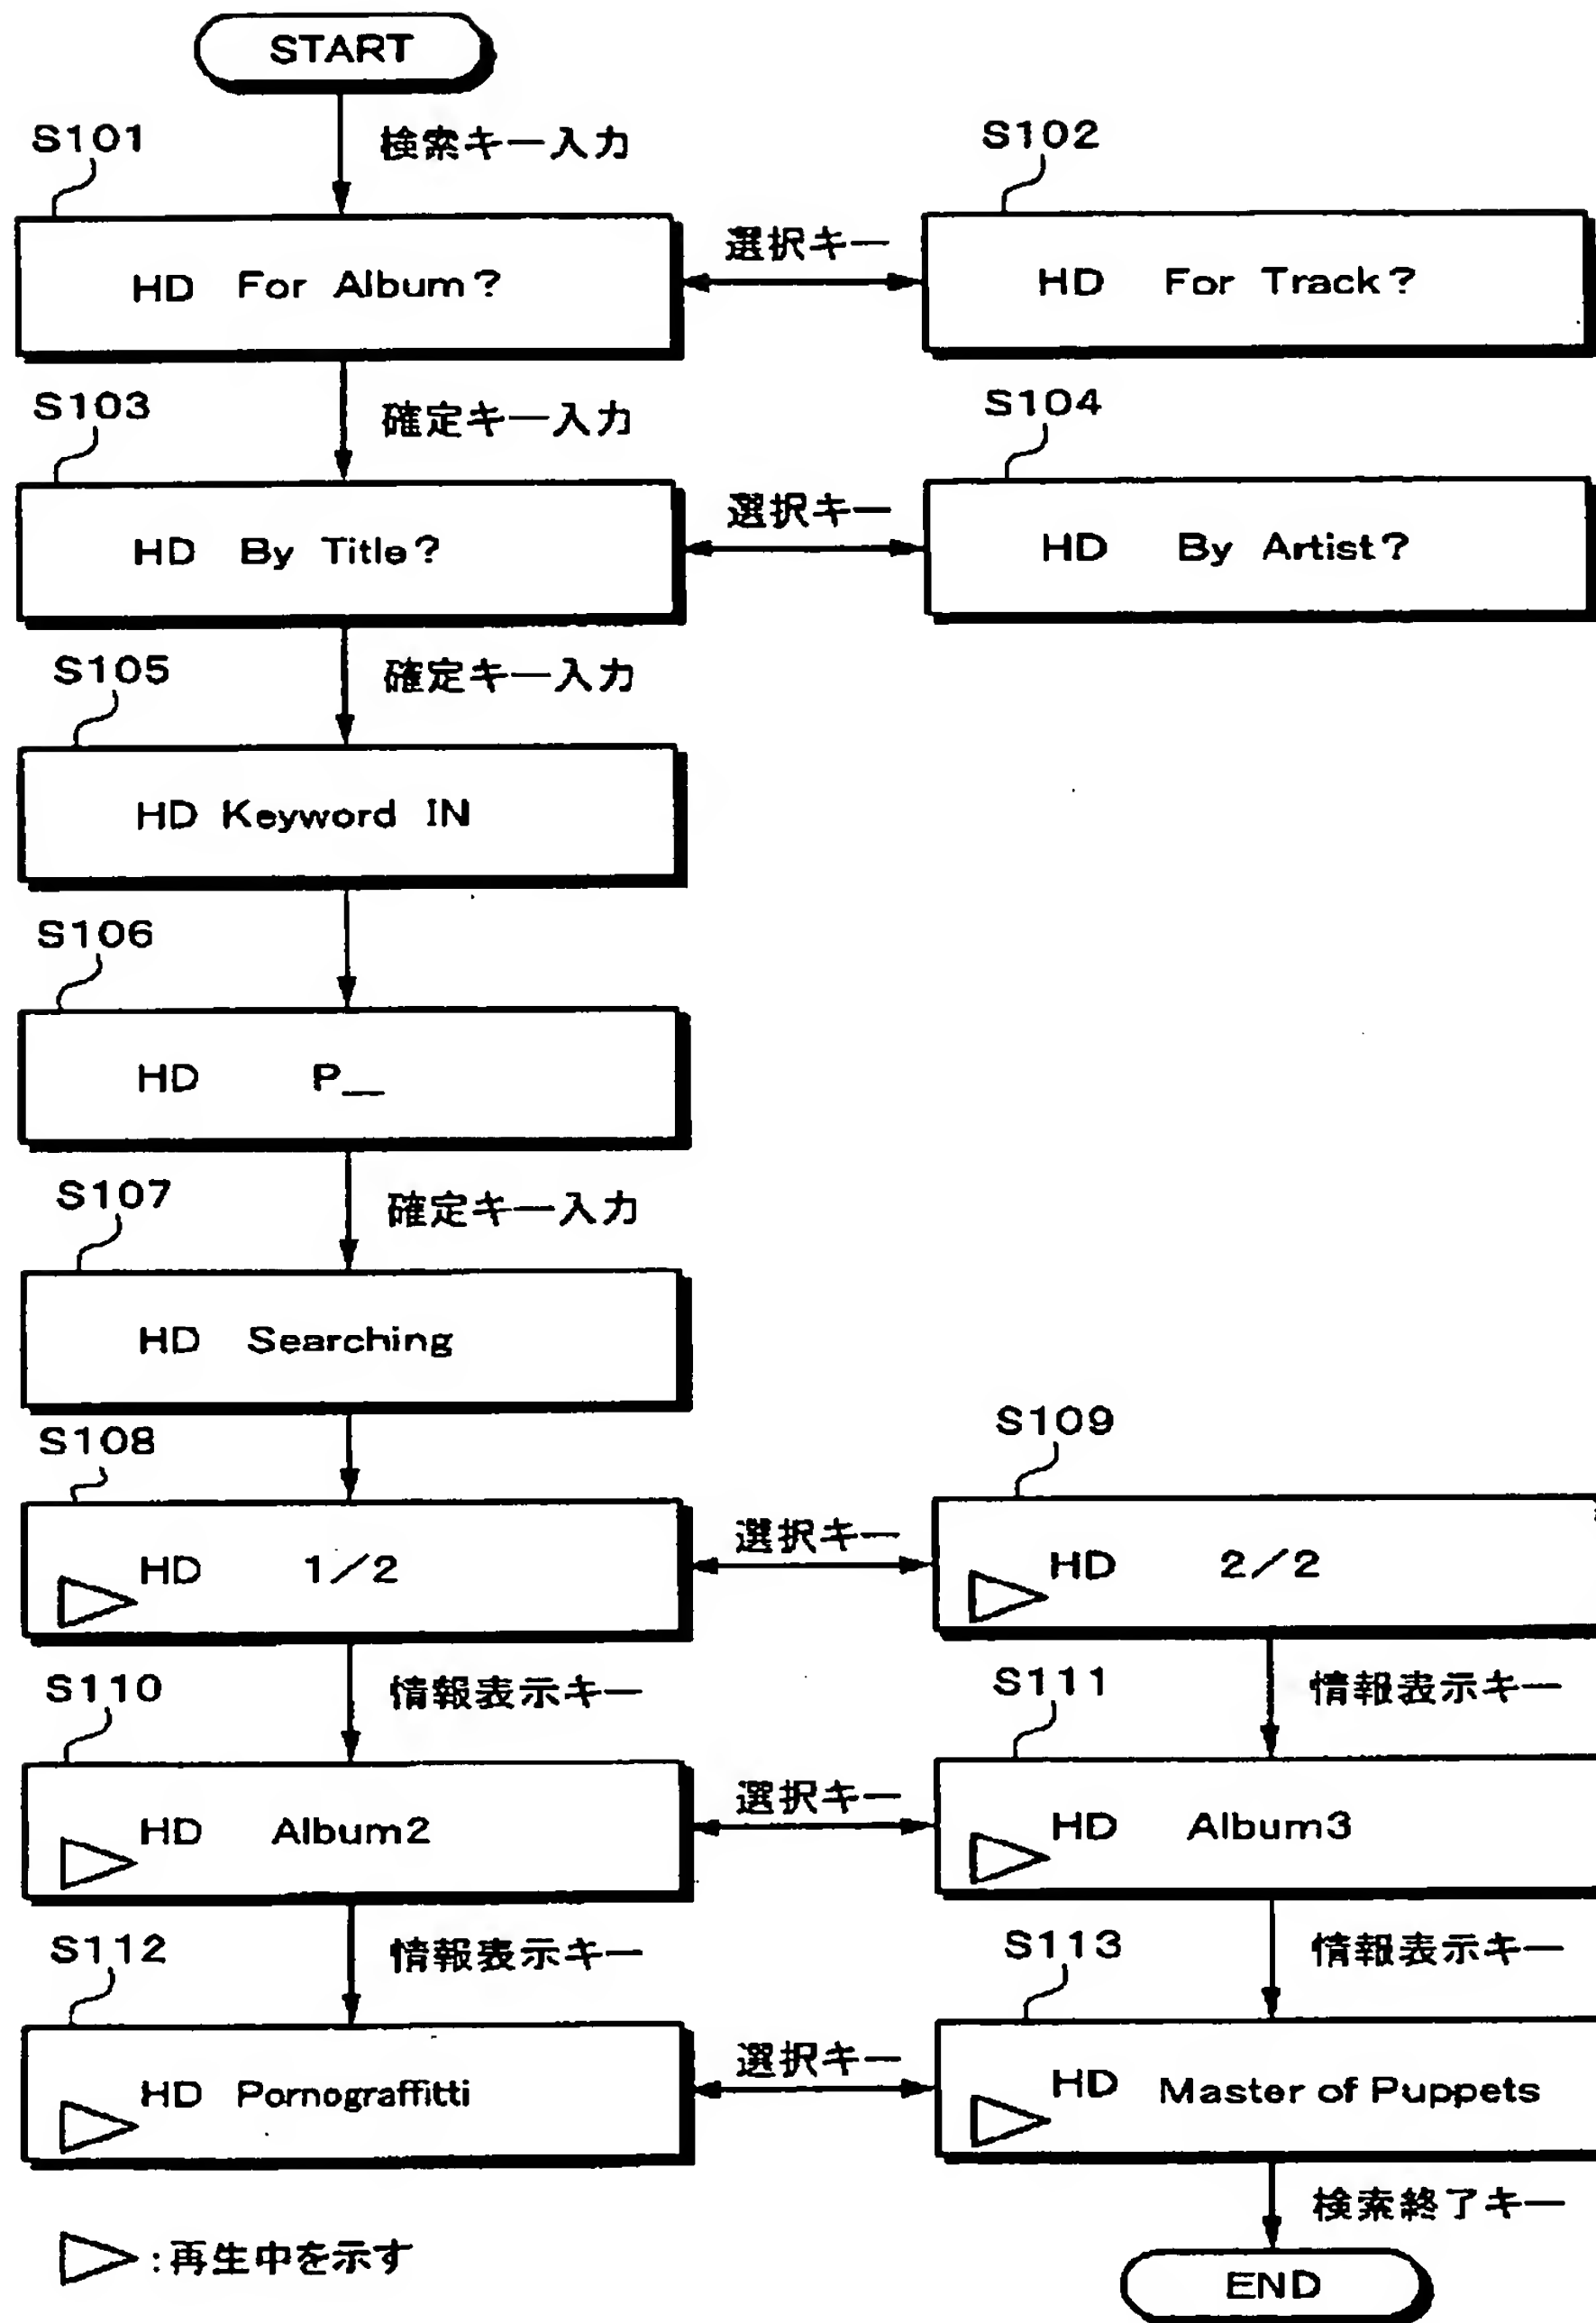 START
検索キー入力
S101
S102
HD For Album?
選択キー
HD For Track?
確定キー入力
S103
S104
HD By Title?
選択キー
HD By Artist?
確定キー入力
S105
HD Keyword IN
S106
HD P__
確定キー入力
S107
HD Searching
S108
S109
HD 1/2
選択キー
HD 2/2
情報表示キー
情報表示キー
S110
S111
HD Album2
選択キー
HD Album3
情報表示キー
情報表示キー
S112
S113
HD Pornograffitti
選択キー
HD Master of Puppets
検索終了キー
▷:再生中を示す
END